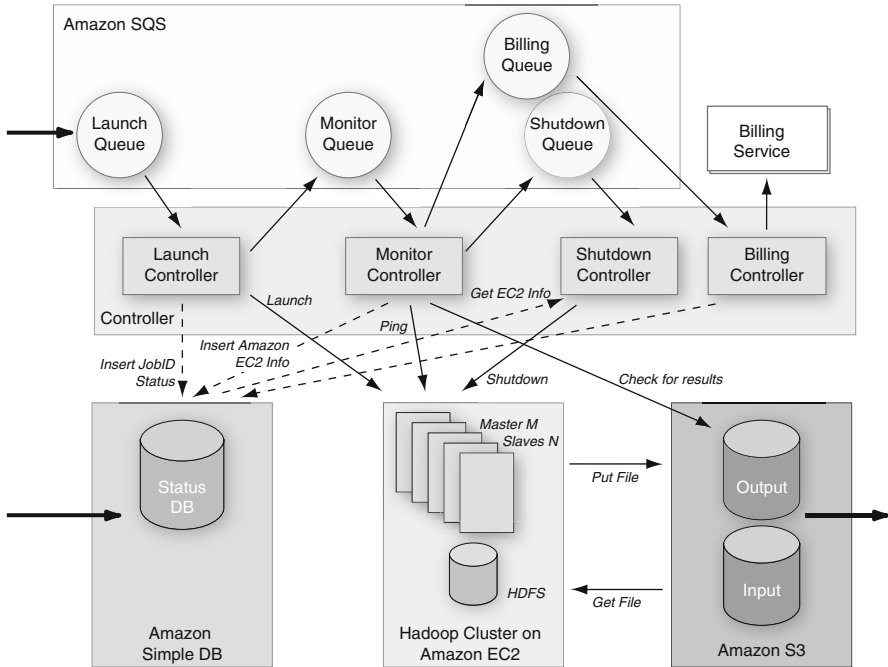 Amazon SQS
Billing
Queue
Launch
Queue
Monitor
Queue
Shutdown
Queue
Billing
Service
Launch
Controller
Monitor
Controller
Shutdown
Controller
Billing
Controller
Controller
Launch
Get EC2 Info
Ping
Insert Amazon
EC2 Info
Insert JobID
Status
Shutdown
Check for results
Master M
Slaves N
Status
DB
Put File
Output
HDFS
Get File
Input
Amazon
Simple DB
Hadoop Cluster on
Amazon EC2
Amazon S3